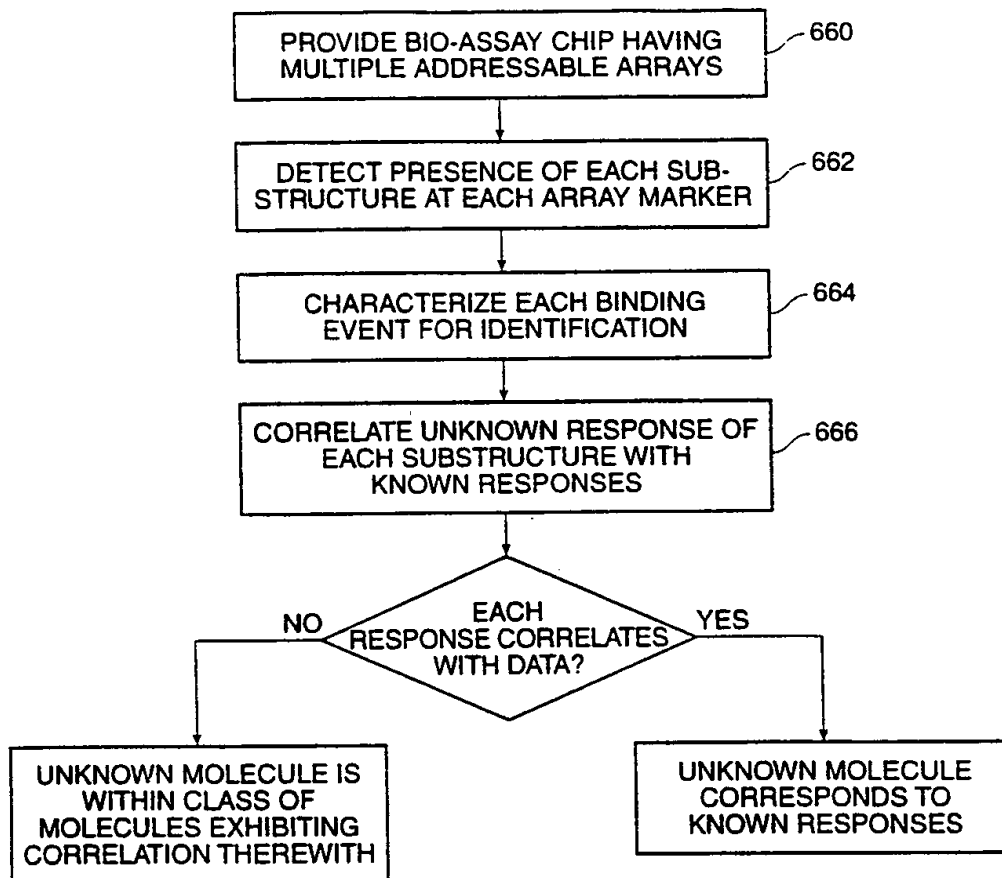 PROVIDE BIO-ASSAY CHIP HAVING
MULTIPLE ADDRESSABLE ARRAYS
660
DETECT PRESENCE OF EACH SUB-
STRUCTURE AT EACH ARRAY MARKER
662
CHARACTERIZE EACH BINDING
EVENT FOR IDENTIFICATION
664
CORRELATE UNKNOWN RESPONSE OF
EACH SUBSTRUCTURE WITH
KNOWN RESPONSES
666
EACH
RESPONSE CORRELATES
WITH DATA?
NO
YES
UNKNOWN MOLECULE IS
WITHIN CLASS OF
MOLECULES EXHIBITING
CORRELATION THEREWITH
UNKNOWN MOLECULE
CORRESPONDS TO
KNOWN RESPONSES